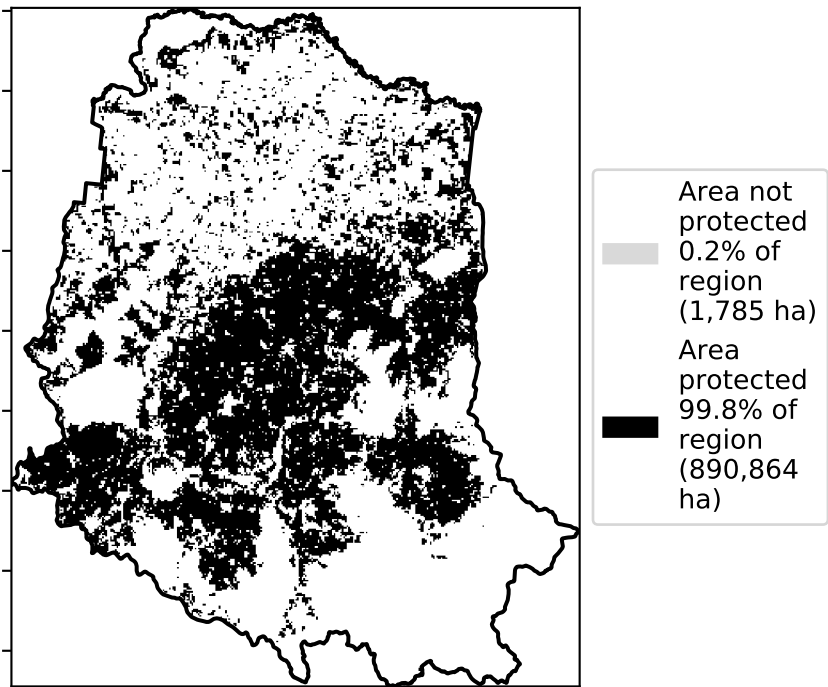 Area not
protected
0.2% of
region
(1,785 ha)
Area
protected
99.8% of
region
(890,864
ha)